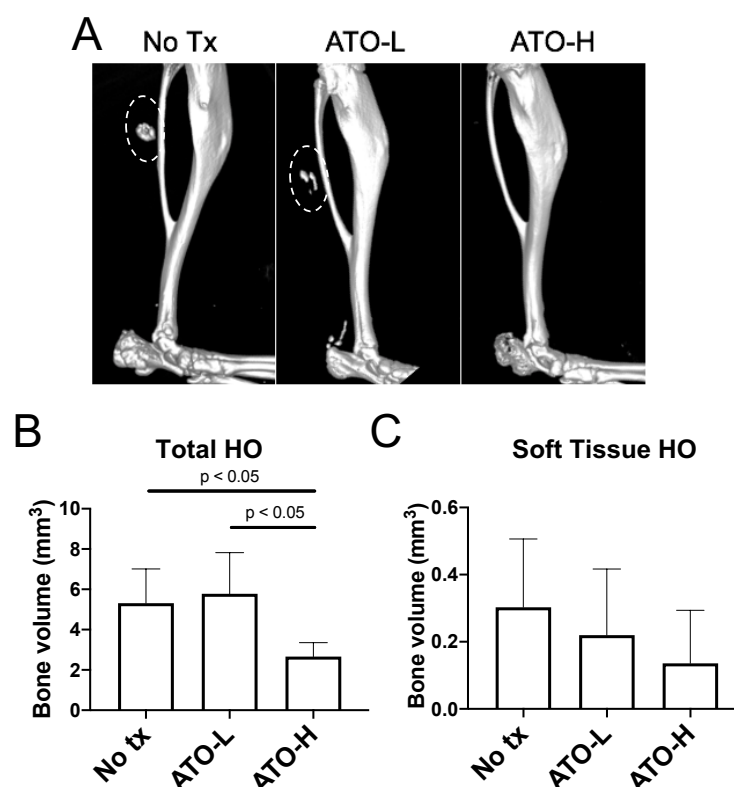 A
No Tx ATO-L ATO-H
B
Total HO
p < 0.05
p < 0.05
Bone volume (mm³)
10
8
6
4
2
0
No tx ATO-L ATO-H
C
Soft Tissue HO
Bone volume (mm³)
0.6
0.4
0.2
0.0
No tx ATO-L ATO-H